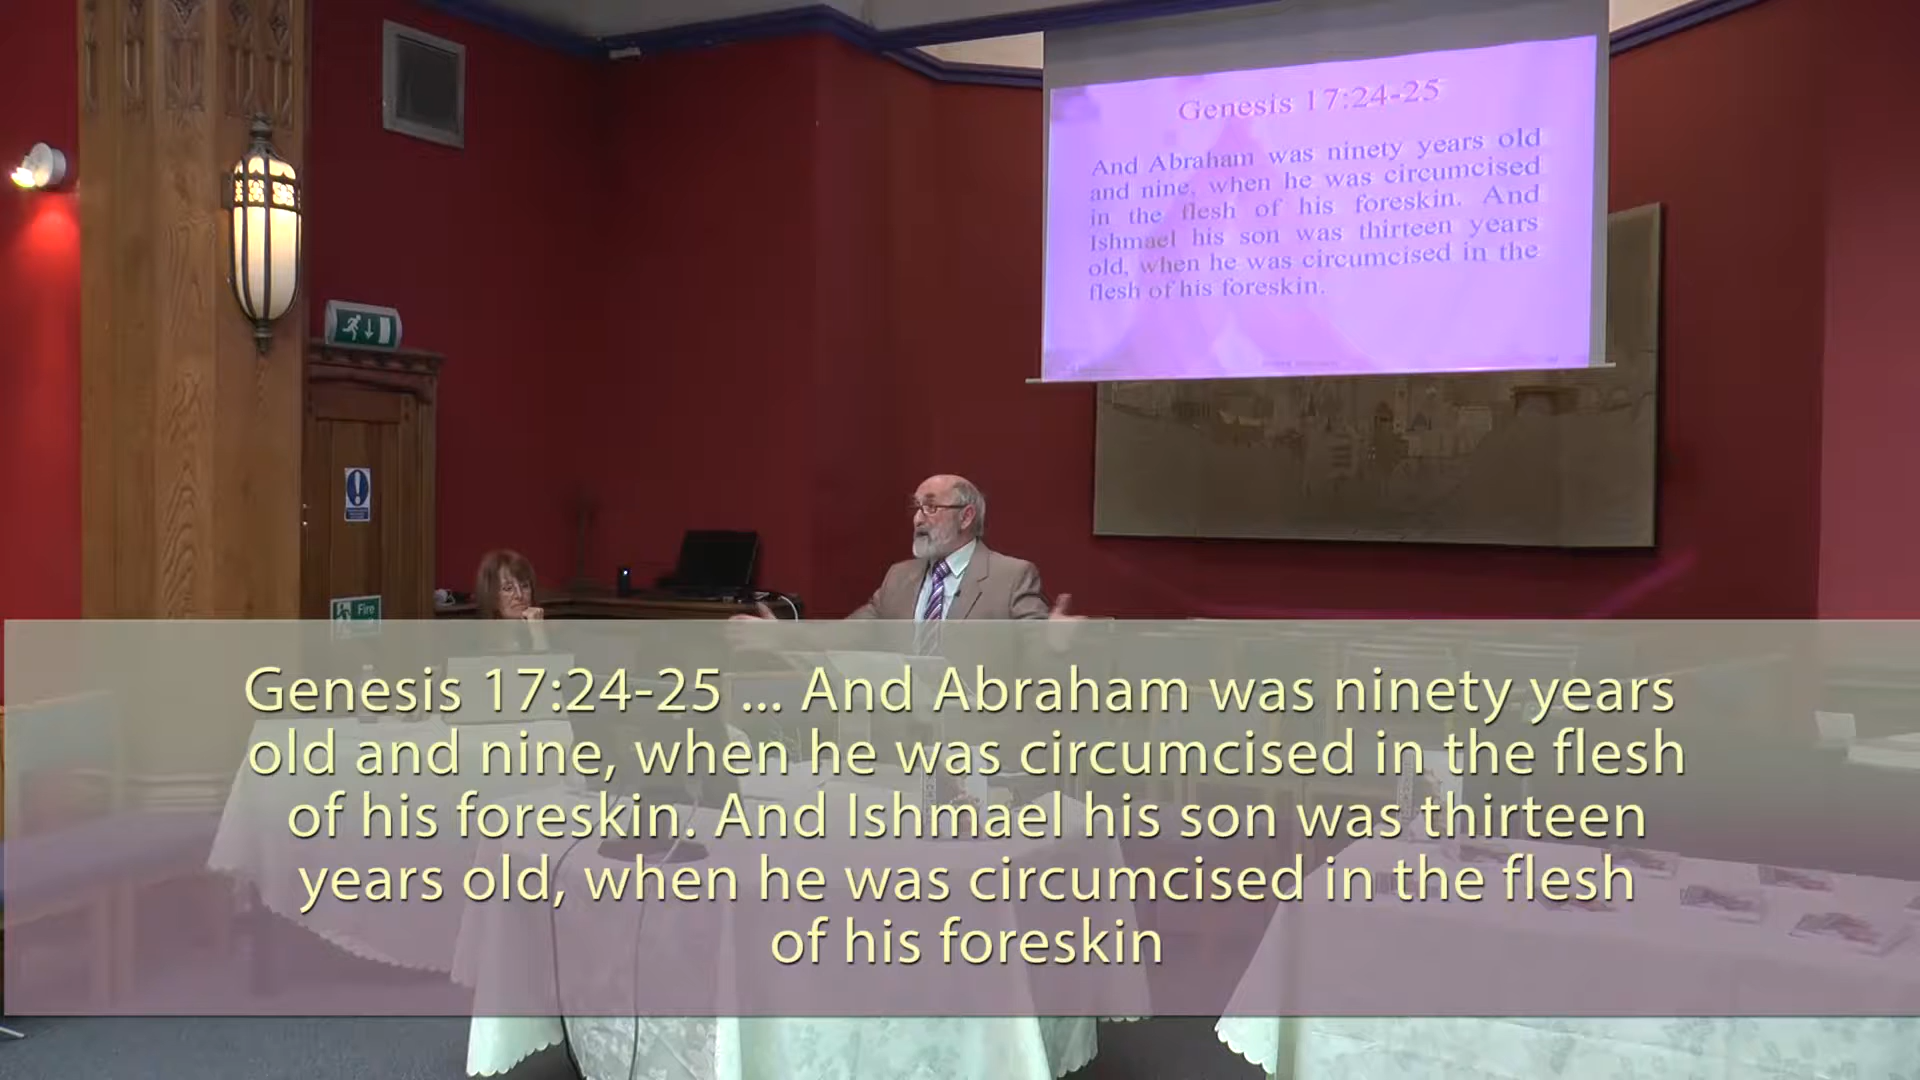 Genesis 17:24-25
And Abraham was ninety years old
and nine, when he was circumcised
in the flesh of his foreskin. And
Ishmael his son was thirteen years
old, when he was circumcised in the
flesh of his foreskin.
Fire
Genesis 17:24-25 ... And Abraham was ninety years
old and nine, when he was circumcised in the flesh
of his foreskin. And Ishmael his son was thirteen
years old, when he was circumcised in the flesh
of his foreskin